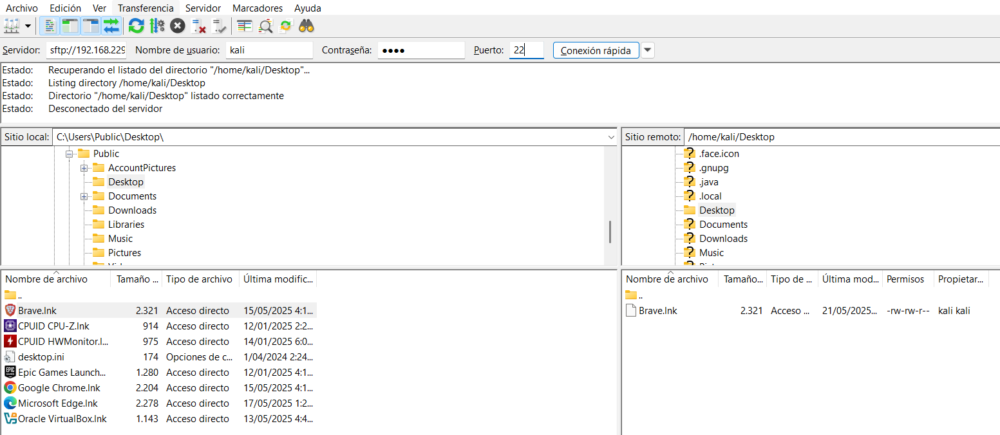 Archivo Edición Ver Transferencia Servidor Marcadores Ayuda
Servidor: sftp://192.168.229 Nombre de usuario: kali Contraseña: ●●●● Puerto: 22 Conexión rápida
Estado: Recuperando el listado del directorio "/home/kali/Desktop"...
Estado: Listing directory /home/kali/Desktop
Estado: Directorio "/home/kali/Desktop" listado correctamente
Estado: Desconectado del servidor
Sitio local: C:\Users\Public\Desktop\
Public
AccountPictures
Desktop
Documents
Downloads
Libraries
Music
Pictures
Nombre de archivo Tamaño ... Tipo de archivo Última modific...
..
Brave.lnk 2.321 Acceso directo 15/05/2025 4:1...
CPUID CPU-Z.lnk 914 Acceso directo 12/01/2025 2:2...
CPUID HWMonitor.l... 975 Acceso directo 14/01/2025 6:0...
desktop.ini 174 Opciones de c... 1/04/2024 2:24...
Epic Games Launch... 1.280 Acceso directo 12/01/2025 4:1...
Google Chrome.lnk 2.204 Acceso directo 15/05/2025 4:1...
Microsoft Edge.lnk 2.278 Acceso directo 17/05/2025 1:2...
Oracle VirtualBox.lnk 1.143 Acceso directo 13/05/2025 4:4...
Sitio remoto: /home/kali/Desktop
.face.icon
.gnupg
.java
.local
Desktop
Documents
Downloads
Music
Nombre de archivo Tamaño... Tipo de ... Última mod... Permisos Propietar...
..
Brave.lnk 2.321 Acceso ... 21/05/2025... -rw-rw-r-- kali kali